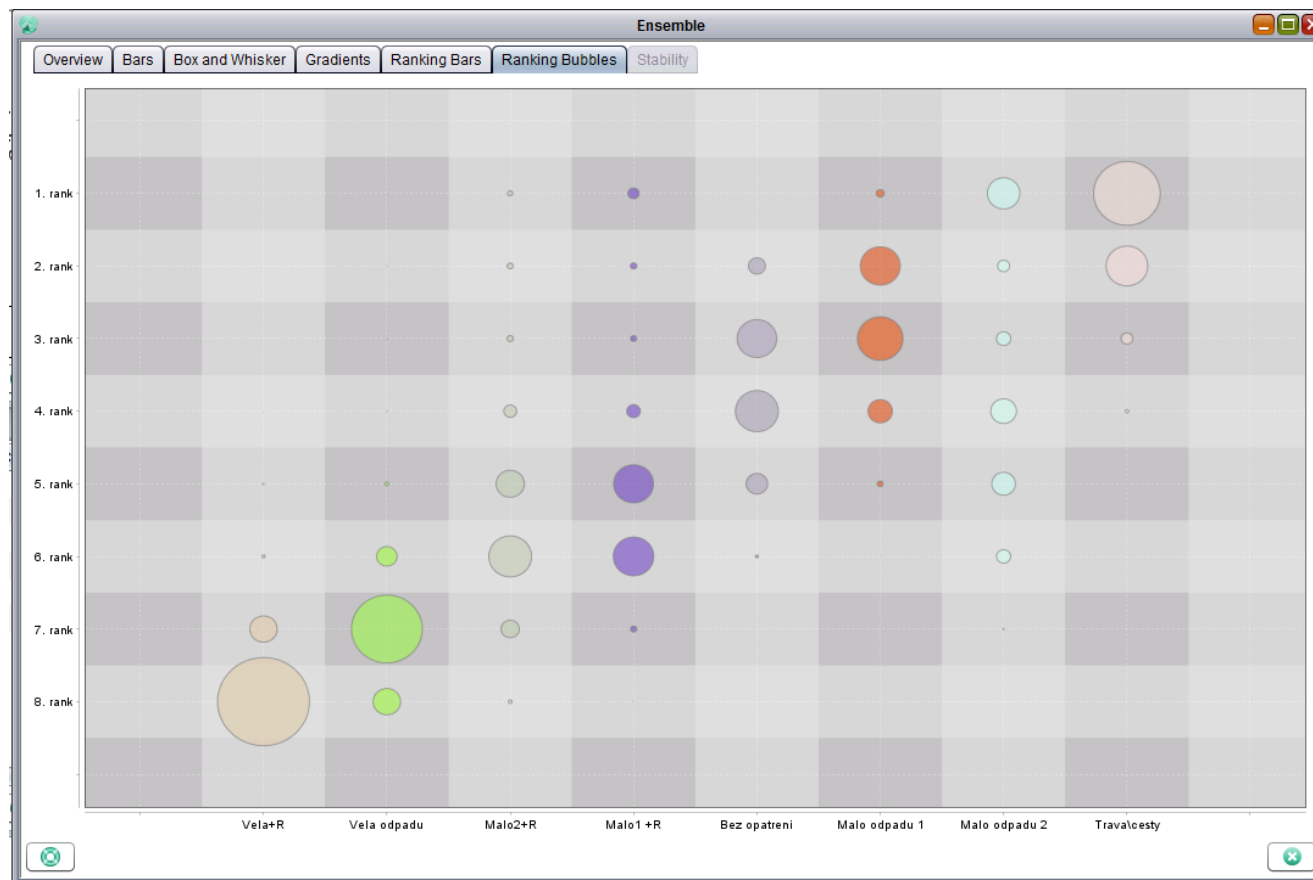 Ensemble
Overview Bars Box and Whisker Gradients Ranking Bars Ranking Bubbles Stability
1. rank
2. rank
3. rank
4. rank
5. rank
6. rank
7. rank
8. rank
Vela+R Vela odpadu Malo2+R Malo1 +R Bez opatreni Malo odpadu 1 Malo odpadu 2 Trava\cesty